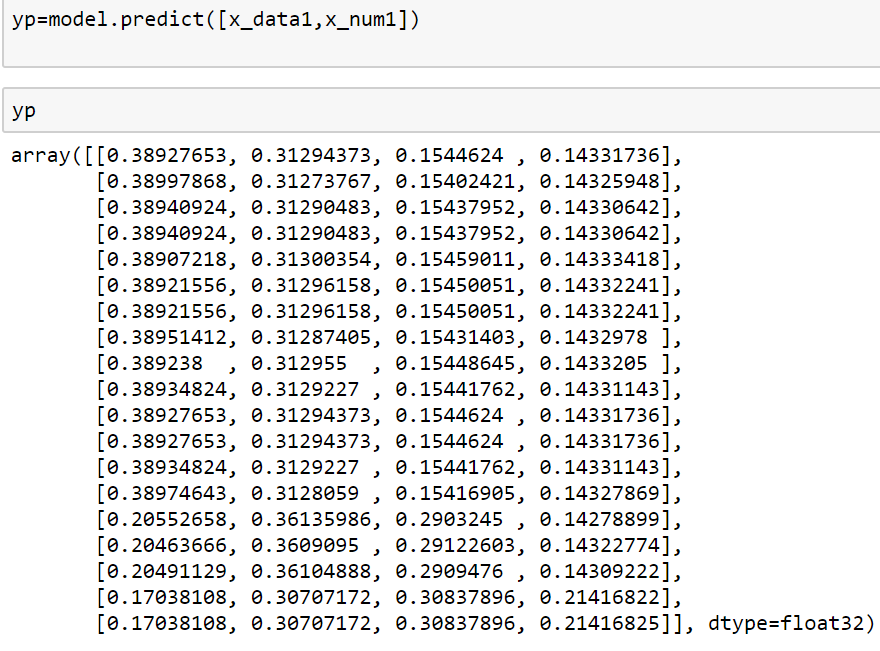 yp=model.predict([x_data1,x_num1])
yp
array([[0.38927653, 0.31294373, 0.1544624 , 0.14331736],
       [0.38997868, 0.31273767, 0.15402421, 0.14325948],
       [0.38940924, 0.31290483, 0.15437952, 0.14330642],
       [0.38940924, 0.31290483, 0.15437952, 0.14330642],
       [0.38907218, 0.31300354, 0.15459011, 0.14333418],
       [0.38921556, 0.31296158, 0.15450051, 0.14332241],
       [0.38921556, 0.31296158, 0.15450051, 0.14332241],
       [0.38951412, 0.31287405, 0.15431403, 0.1432978 ],
       [0.389238  , 0.312955  , 0.15448645, 0.1433205 ],
       [0.38934824, 0.3129227 , 0.15441762, 0.14331143],
       [0.38927653, 0.31294373, 0.1544624 , 0.14331736],
       [0.38927653, 0.31294373, 0.1544624 , 0.14331736],
       [0.38934824, 0.3129227 , 0.15441762, 0.14331143],
       [0.38974643, 0.3128059 , 0.15416905, 0.14327869],
       [0.20552658, 0.36135986, 0.2903245 , 0.14278899],
       [0.20463666, 0.3609095 , 0.29122603, 0.14322774],
       [0.20491129, 0.36104888, 0.2909476 , 0.14309222],
       [0.17038108, 0.30707172, 0.30837896, 0.21416822],
       [0.17038108, 0.30707172, 0.30837896, 0.21416825]], dtype=float32)